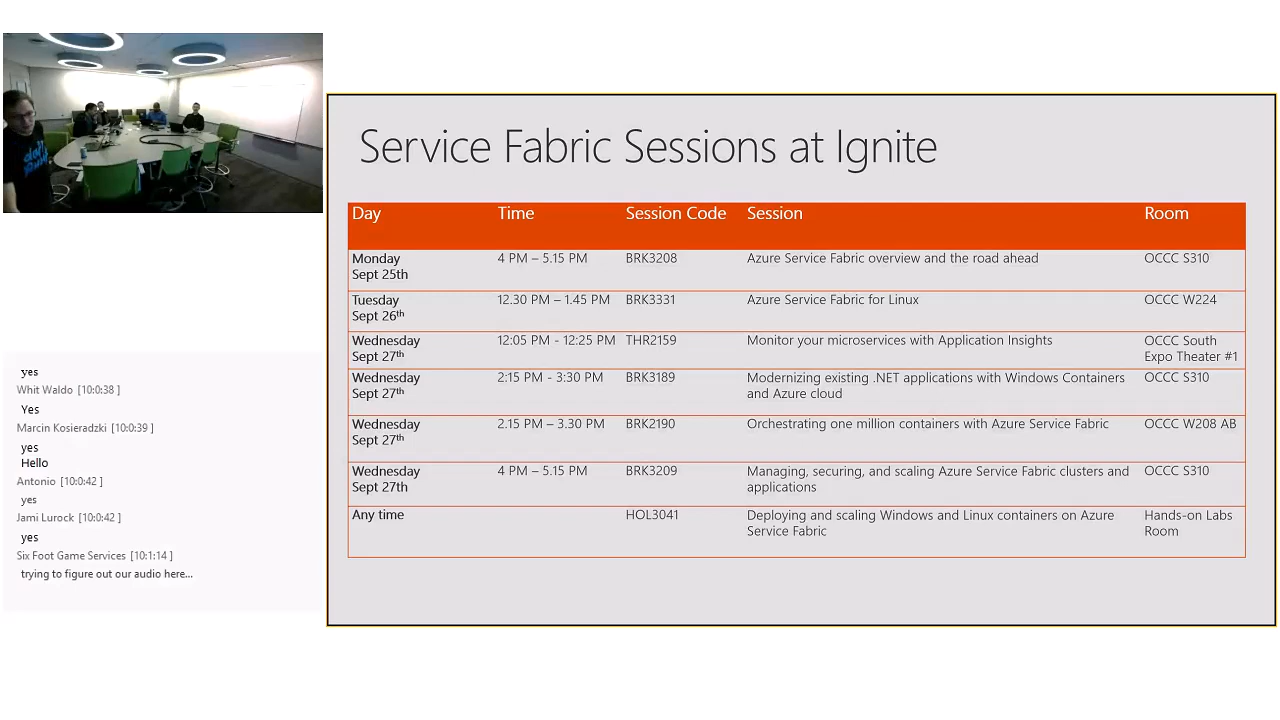 Service Fabric Sessions at Ignite
Day Time Session Code Session Room
Monday 4 PM – 5.15 PM BRK3208 Azure Service Fabric overview and the road ahead OCCC S310
Sept 25th
Tuesday 12.30 PM – 1.45 PM BRK3331 Azure Service Fabric for Linux OCCC W224
Sept 26th
Wednesday 12:05 PM - 12:25 PM THR2159 Monitor your microservices with Application Insights OCCC South
Sept 27th Expo Theater #1
Wednesday 2:15 PM - 3:30 PM BRK3189 Modernizing existing .NET applications with Windows Containers OCCC S310
Sept 27th and Azure cloud
Wednesday 2.15 PM – 3.30 PM BRK2190 Orchestrating one million containers with Azure Service Fabric OCCC W208 AB
Sept 27th
Wednesday 4 PM – 5.15 PM BRK3209 Managing, securing, and scaling Azure Service Fabric clusters and OCCC S310
Sept 27th applications
Any time HOL3041 Deploying and scaling Windows and Linux containers on Azure Hands-on Labs
Service Fabric Room
yes
Whit Waldo [10:0:38 ]
Yes
Marcin Kosieradzki [10:0:39 ]
yes
Hello
Antonio [10:0:42 ]
yes
Jami Lurock [10:0:42 ]
yes
Six Foot Game Services [10:1:14 ]
trying to figure out our audio here...